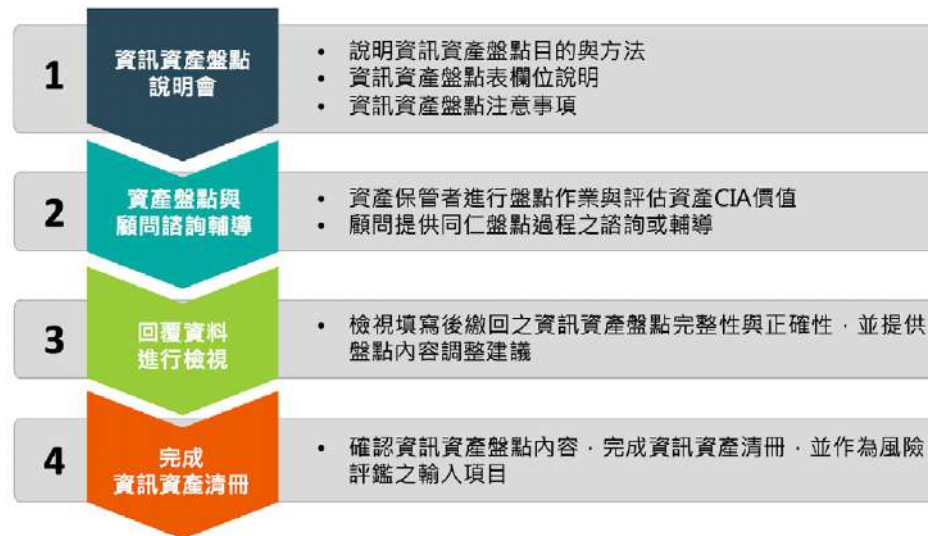 1
資訊資產盤點
說明會
• 說明資訊資產盤點目的與方法
• 資訊資產盤點表欄位說明
• 資訊資產盤點注意事項
2
資產盤點與
顧問諮詢輔導
• 資產保管者進行盤點作業與評估資產CIA價值
• 顧問提供同仁盤點過程之諮詢或輔導
3
回覆資料
進行檢視
• 檢視填寫後繳回之資訊資產盤點完整性與正確性，並提供
盤點內容調整建議
4
完成
資訊資產清冊
• 確認資訊資產盤點內容，完成資訊資產清冊，並作為風險
評鑑之輸入項目